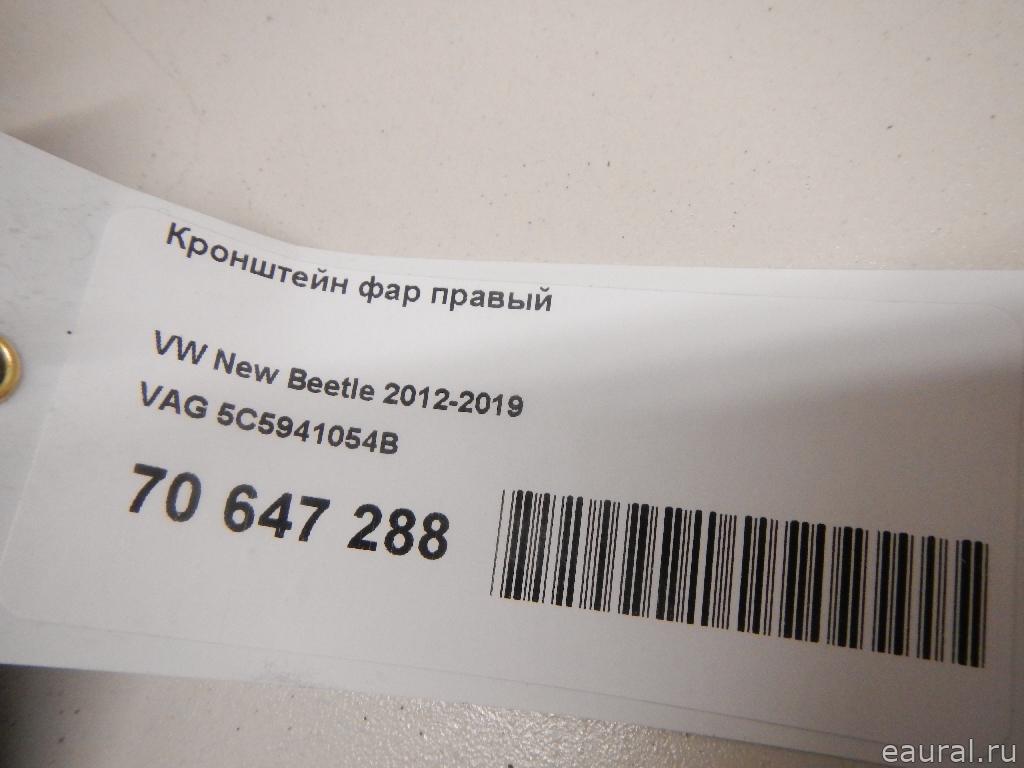 Кронштейн фар правый
VW New Beetle 2012-2019
VAG 5C5941054B
70 647 288
eaural.ru